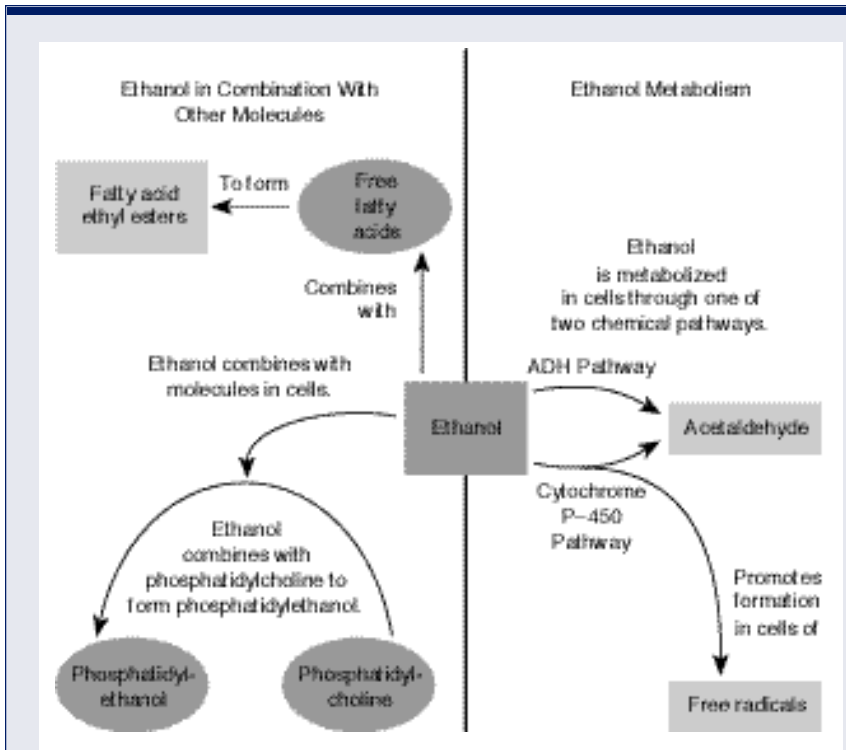 Ethanol in Combination With
Other Molecules
Fatty acid
ethyl esters
To form
Free
fatty
acids
Combines
with
Ethanol combines with
molecules in cells.
Ethanol
combines with
phosphatidylcholine to
form phosphatidylethanol.
Phosphatidyl-
ethanol
Phosphatidyl-
choline
Ethanol
Ethanol Metabolism
Ethanol
is metabolized
in cells through one of
two chemical pathways.
ADH Pathway
Acetaldehyde
Cytochrome
P–450
Pathway
Promotes
formation
in cells of
Free radicals